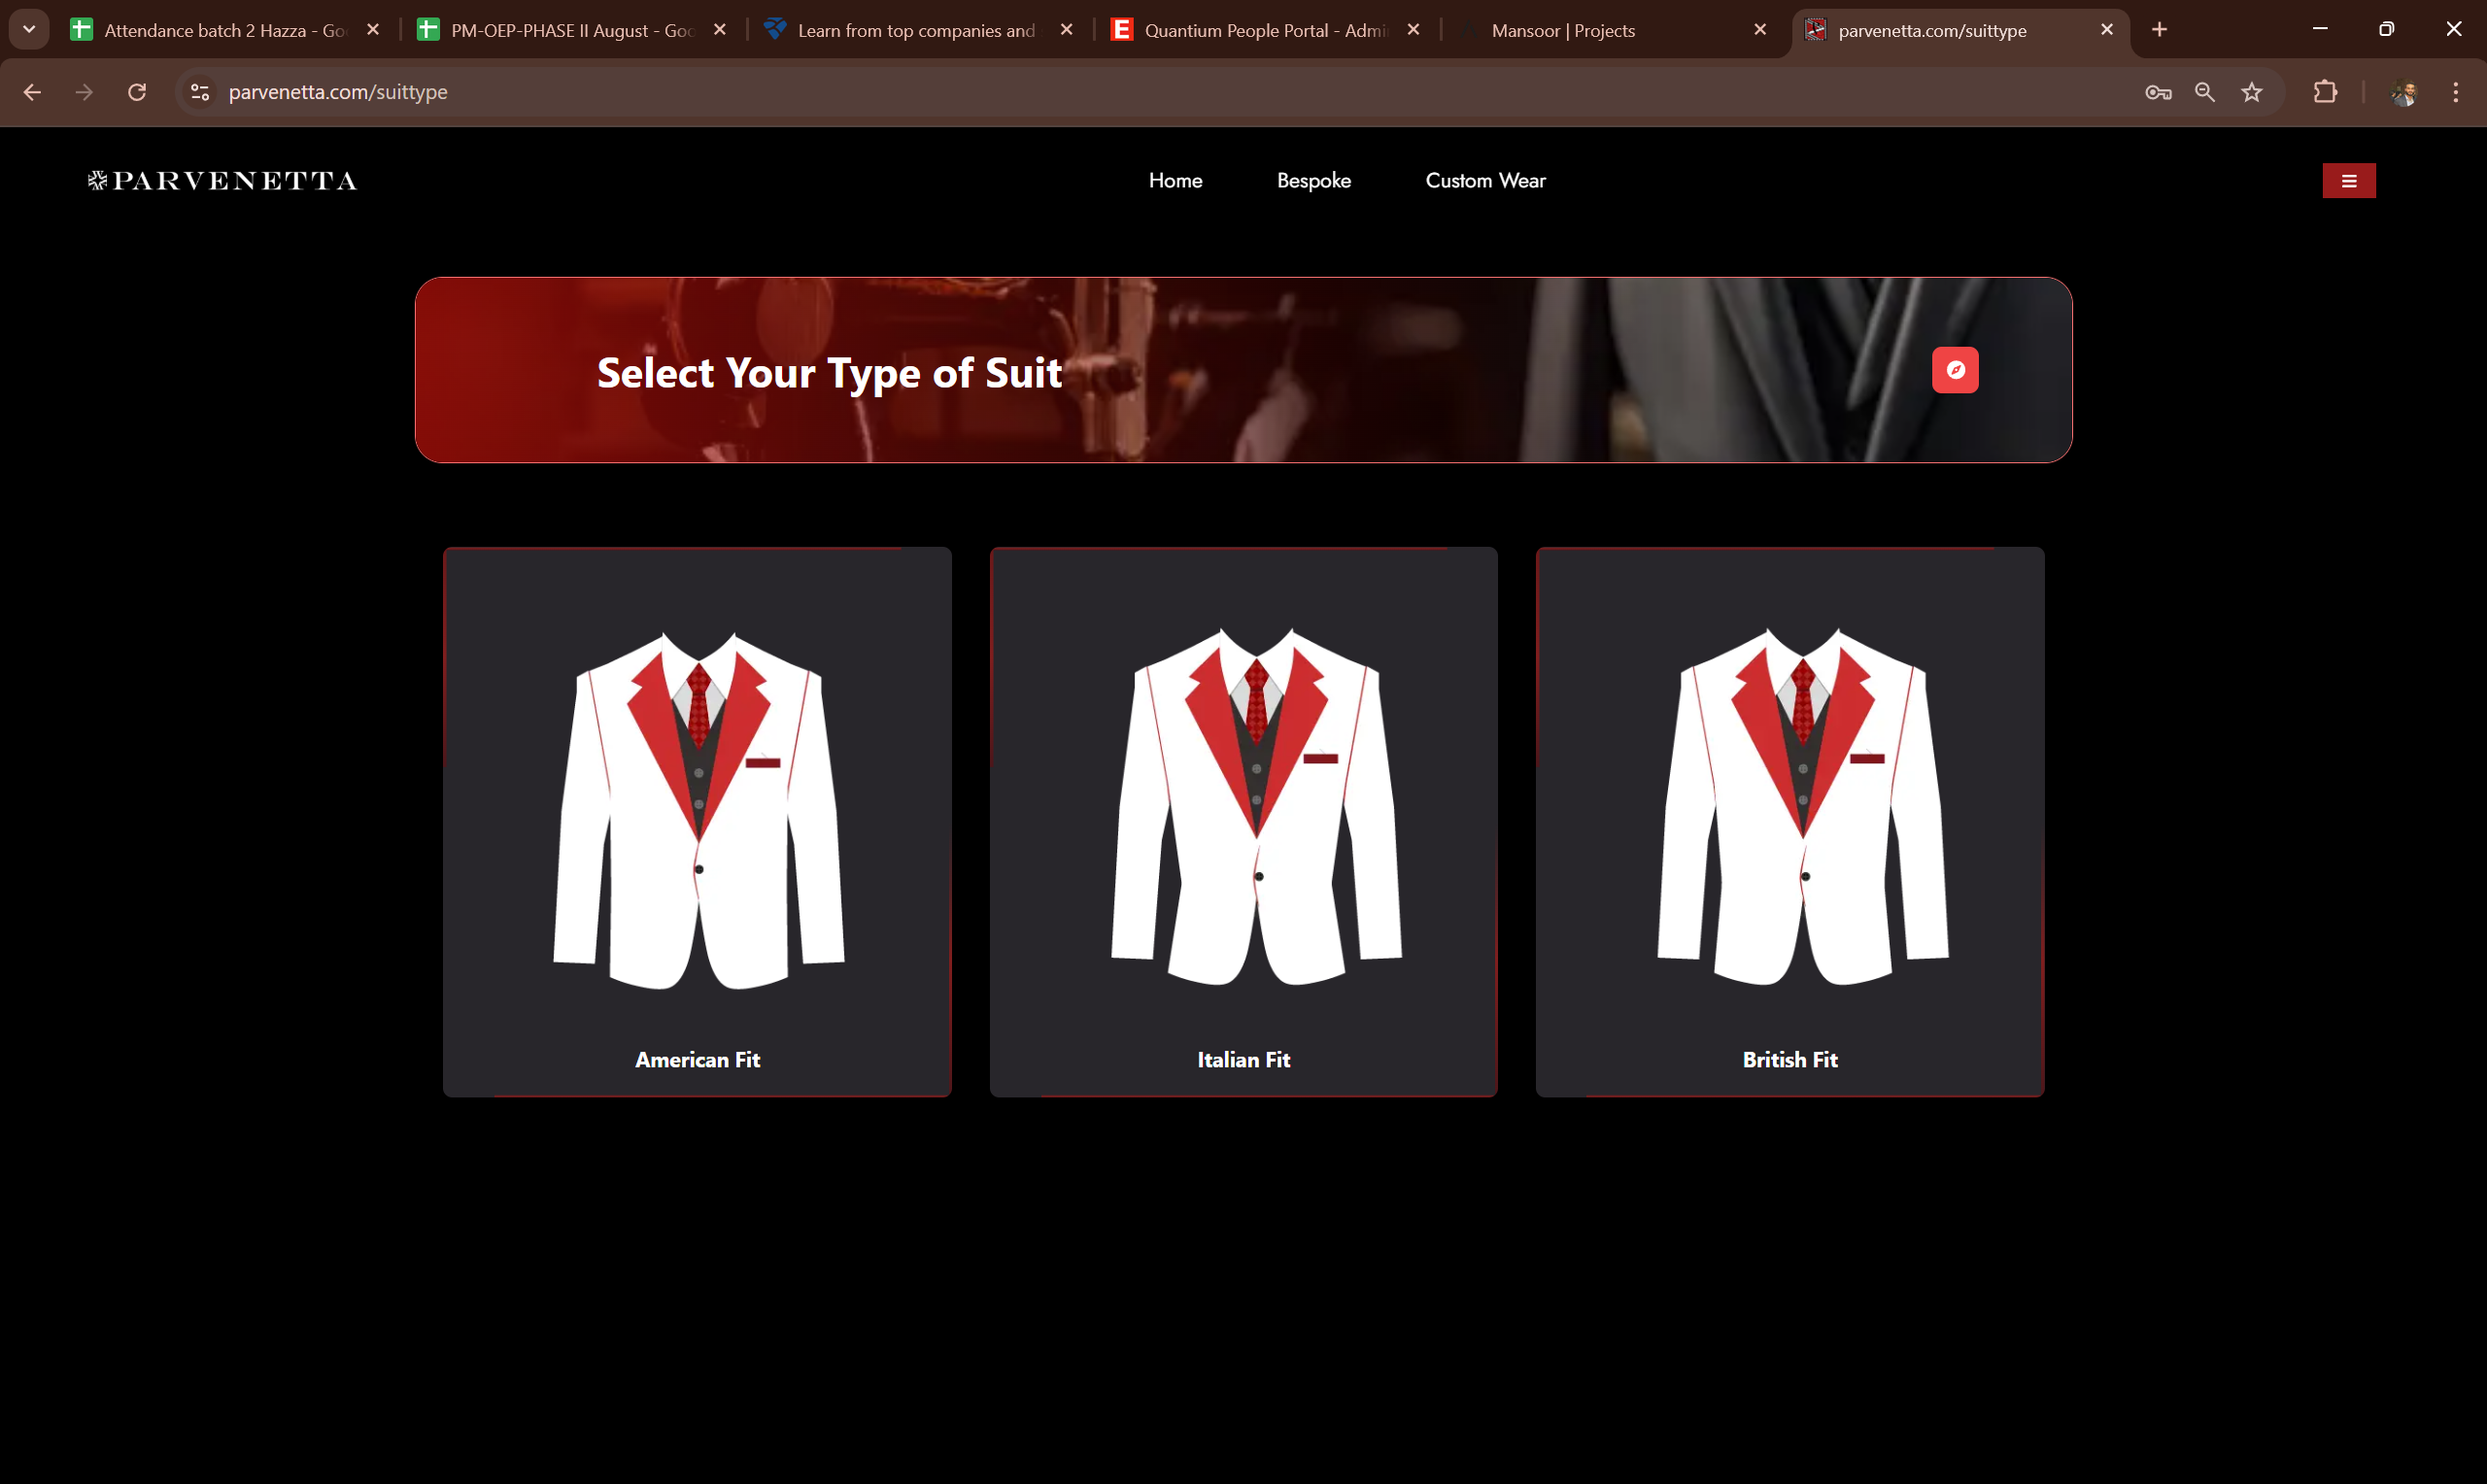 Attendance batch 2 Hazza - Go
PM-OEP-PHASE II August - Goo
Learn from top companies and
Quantium People Portal - Admi
Mansoor | Projects
parvenetta.com/suittype
parvenetta.com/suittype
PARVENETTA
Home
Bespoke
Custom Wear
Select Your Type of Suit
American Fit
Italian Fit
British Fit